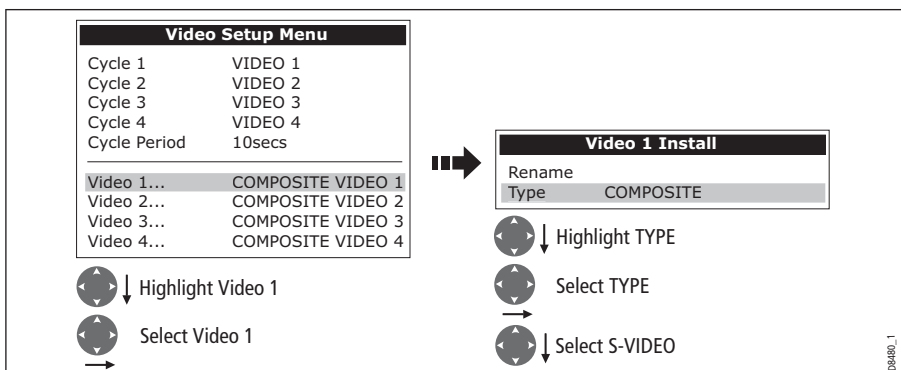 Video Setup Menu
Cycle 1 VIDEO 1
Cycle 2 VIDEO 2
Cycle 3 VIDEO 3
Cycle 4 VIDEO 4
Cycle Period 10secs
Video 1... COMPOSITE VIDEO 1
Video 2... COMPOSITE VIDEO 2
Video 3... COMPOSITE VIDEO 3
Video 4... COMPOSITE VIDEO 4
Highlight Video 1
Select Video 1
Video 1 Install
Rename
Type COMPOSITE
Highlight TYPE
Select TYPE
Select S-VIDEO
D8480_1